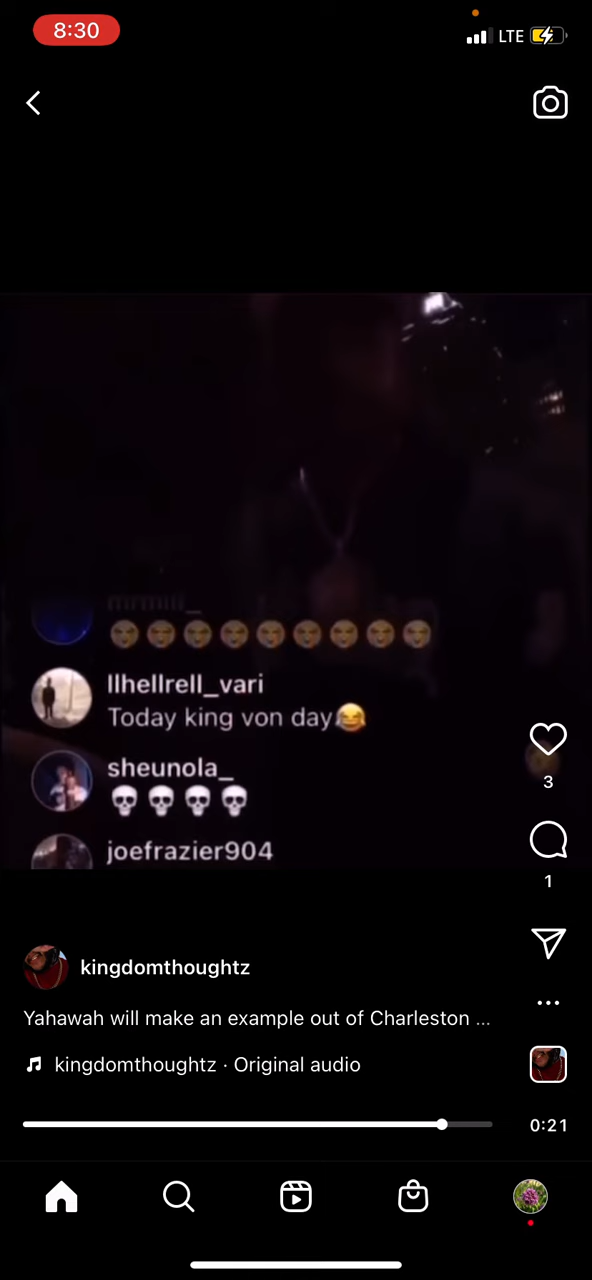 8:30
LTE
llhellrell_vari
Today king von day😂
sheunola_
💀💀💀💀
joefrazier904
3
1
kingdomthoughtz
Yahawah will make an example out of Charleston ...
kingdomthoughtz · Original audio
0:21